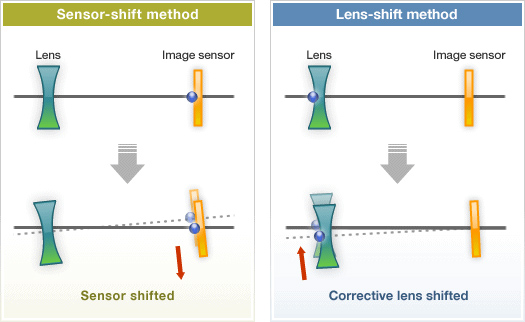 Sensor-shift method
Lens
Image sensor
Sensor shifted
Lens-shift method
Lens
Image sensor
Corrective lens shifted